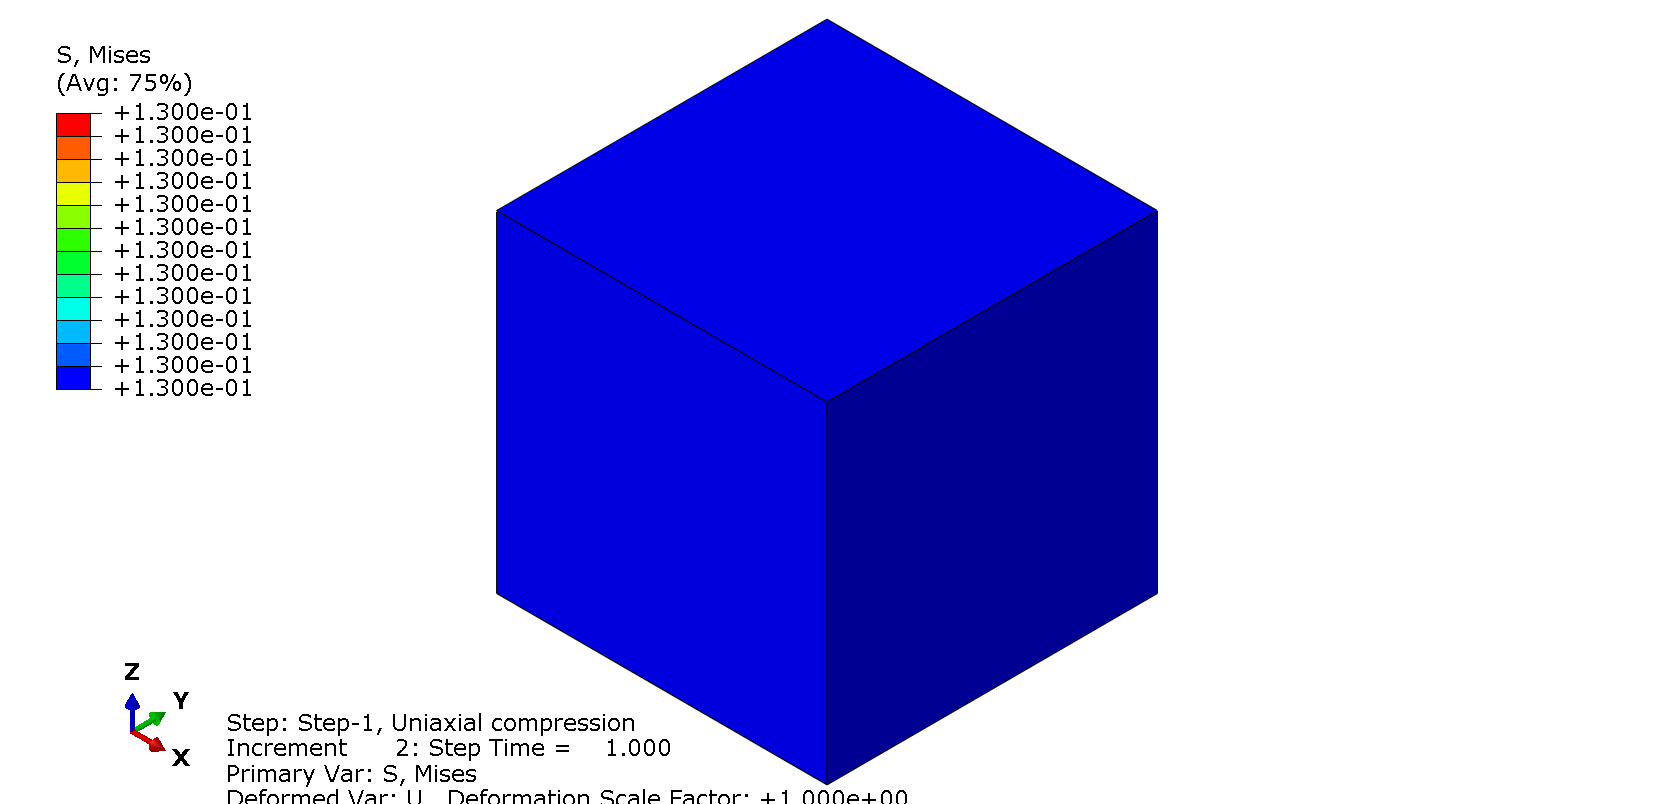 S, Mises
(Avg: 75%)
+1.300e-01
+1.300e-01
+1.300e-01
+1.300e-01
+1.300e-01
+1.300e-01
+1.300e-01
+1.300e-01
+1.300e-01
+1.300e-01
+1.300e-01
+1.300e-01
+1.300e-01
Z
Y
X
Step: Step-1, Uniaxial compression
Increment 2: Step Time = 1.000
Primary Var: S, Mises
Deformed Var: U Deformation Scale Factor: +1.000e+00